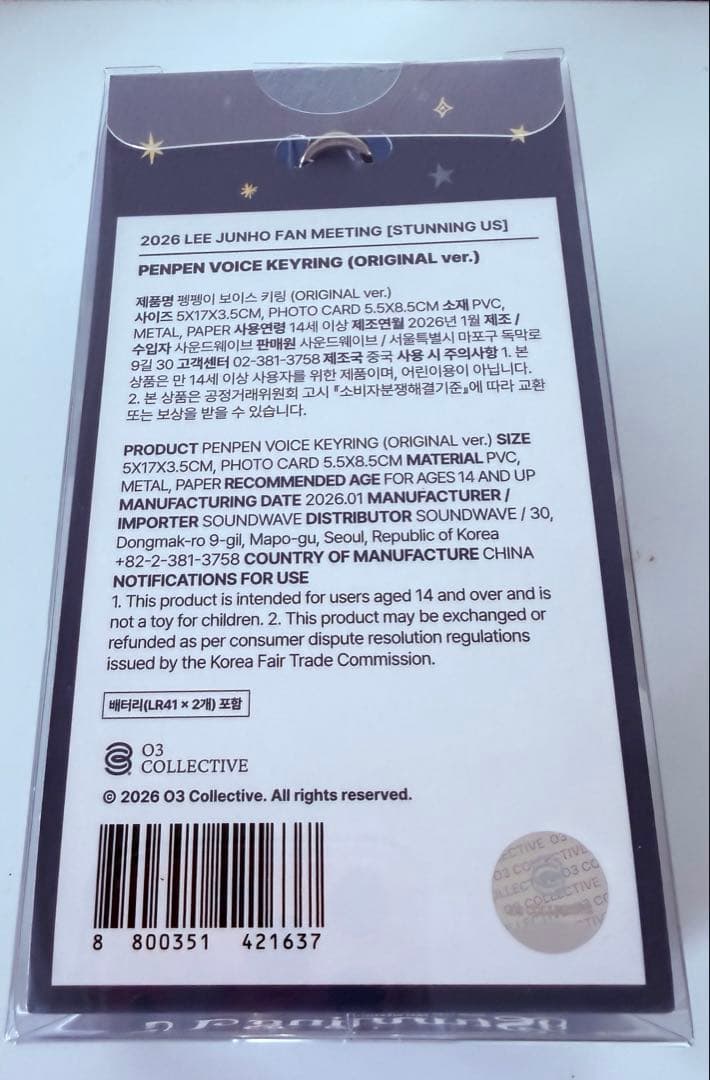 2026 LEE JUNHO FAN MEETING [STUNNING US]
PENPEN VOICE KEYRING (ORIGINAL ver.)
제품명 펭펭이 보이스 키링 (ORIGINAL ver.)
사이즈 5X17X3.5CM, PHOTO CARD 5.5X8.5CM 소재 PVC,
METAL, PAPER 사용연령 14세 이상 제조연월 2026년 1월 제조 /
수입자 사운드웨이브 판매원 사운드웨이브 / 서울특별시 마포구 독막로
9길 30 고객센터 02-381-3758 제조국 중국 사용 시 주의사항 1. 본
상품은 만 14세 이상 사용자를 위한 제품이며, 어린이용이 아닙니다.
2. 본 상품은 공정거래위원회 고시 『소비자분쟁해결기준』에 따라 교환
또는 보상을 받을 수 있습니다.
PRODUCT PENPEN VOICE KEYRING (ORIGINAL ver.) SIZE
5X17X3.5CM, PHOTO CARD 5.5X8.5CM MATERIAL PVC,
METAL, PAPER RECOMMENDED AGE FOR AGES 14 AND UP
MANUFACTURING DATE 2026.01 MANUFACTURER /
IMPORTER SOUNDWAVE DISTRIBUTOR SOUNDWAVE / 30,
Dongmak-ro 9-gil, Mapo-gu, Seoul, Republic of Korea
+82-2-381-3758 COUNTRY OF MANUFACTURE CHINA
NOTIFICATIONS FOR USE
1. This product is intended for users aged 14 and over and is
not a toy for children. 2. This product may be exchanged or
refunded as per consumer dispute resolution regulations
issued by the Korea Fair Trade Commission.
배터리(LR41 × 2개) 포함
O3
COLLECTIVE
© 2026 O3 Collective. All rights reserved.
8 800351 421637